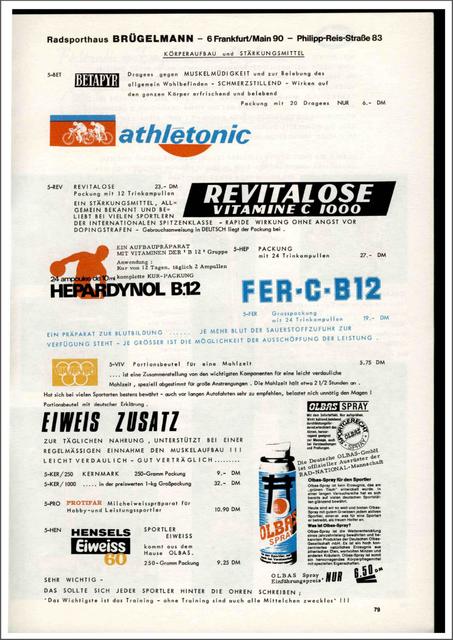 Radsporthaus BRÜGELMANN – 6 Frankfurt/Main 90 – Philipp-Reis-Straße 83
KÖRPERAUFBAU und STÄRKUNGSMITTEL
5-BET BETAPYR Dragees gegen MUSKELMÜDIGKEIT und zur Belebung des
allgemein Wohlbefinden - SCHMERZSTILLEND - Wirken auf
den ganzen Körper erfrischend und belebend
Packung mit 20 Dragees NUR 6.- DM
athletonic
5-REV REVITALOSE 23.- DM
Packung mit 12 Trinkampullen
EIN STÄRKUNGSMITTEL, ALL-
GEMEIN BEKANNT UND BE-
LIEBT BEI VIELEN SPORTLERN
DER INTERNATIONALEN SPITZENKLASSE - RAPIDE WIRKUNG OHNE ANGST VOR
DOPINGSTRAFEN - Gebrauchsanweisung in DEUTSCH liegt der Packung bei .
REVITALOSE
VITAMINE C 1000
EIN AUFBAUPRÄPARAT
MIT VITAMINEN DER " B 12 " Gruppe
Anwendung :
Kur von 12 Tagen, täglich 2 Ampullen
24 ampoules de 10 mg komplette KUR-PACKUNG
HEPARDYNOL B.12
5-HEP PACKUNG
mit 24 Trinkampullen 27.- DM
FER-C-B12
5-FER Grosspackung
mit 24 Trinkampullen 19.- DM
EIN PRÄPARAT ZUR BLUTBILDUNG ...... JE MEHR BLUT DER SAUERSTOFFZUFUHR ZUR
VERFÜGUNG STEHT - JE GRÖSSER IST DIE MÖGLICHKEIT DER AUSSCHÖPFUNG DER LEISTUNG .
5-VIV Portionsbeutel für eine Mahlzeit 5.75 DM
.... ist eine Zusammenstellung von den wichtigsten Komponenten für eine leicht verdauliche
Mahlzeit , speziell abgestimmt für große Anstrengungen . Die Mahlzeit hält etwa 2 1/2 Stunden an .
Hat sich bei vielen Sportarten bestens bewährt - auch vor langen Autofahrten sehr zu empfehlen, belastet nich unnötig den Magen !
Portionsbeutel mit deutscher Erklärung .
EIWEIS ZUSATZ
ZUR TÄGLICHEN NAHRUNG , UNTERSTÜTZT BEI EINER
REGELMÄSSIGEN EINNAHME DEN MUSKELAUFBAU !!!
LEICHT VERDAULICH - GUT VERTRÄGLICH ........
5-KER/250 KERNMARK 250-Gramm Packung 9.- DM
5-KER/1000 ..... in der preiswerten 1-kg Großpackung 32.- DM
5-PRO PROTIFAR Milcheiweisspräparat für
Hobby-und Leistungssportler 10.90 DM
5-HEN HENSELS
Eiweiss
60
SPORTLER
EIWEISS
kommt aus dem
Hause OLBAS.
250-Gramm Packung 9.25 DM
OLBAS SPRAY
SPORTGERECHT
OLBAS
Die Deutsche OLBAS-GmbH
ist offizieller Ausrüster der
RAD-NATIONAL-Mannschaft
Olbas-Spray für den Sportler
Was ist Olbas-Spray?
OLBAS
SPRAY
OLBAS Spray
Einführungspreis . NUR 6,50 DM
SEHR WICHTIG -
DAS SOLLTE SICH JEDER SPORTLER HINTER DIE OHREN SCHREIBEN ;
"Das Wichtigste ist das Training - ohne Training sind auch alle Mittelchen zwecklos" !!!
79